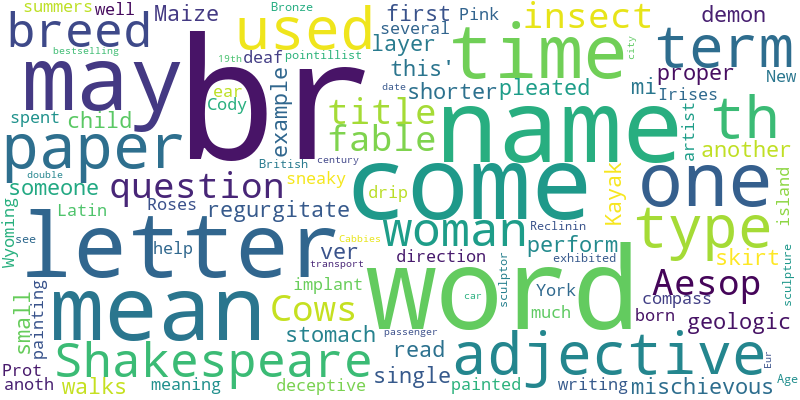 summers well Maize Bronze first Pink several insect demon
breed bestselling used layer time term
19th deaf pointillist city
may br this' shorter pleated mi proper New
ear Cody example title name Irises th
spent child fable artist another
paper British century come one
someone question sneaky drip Kayak island
double Roses regurgitate woman type
Wyoming Latin Cabbies Reclinin
see letter help ver direction perform skirt
transport exhibited sculpture
small painting mean implant word car sculptor York much Aesop compass
Cows born geologic
stomach passenger
Prot Shakespeare read adjective Eur
anoth walks meaning deceptive single painted writing mischievous Age
date